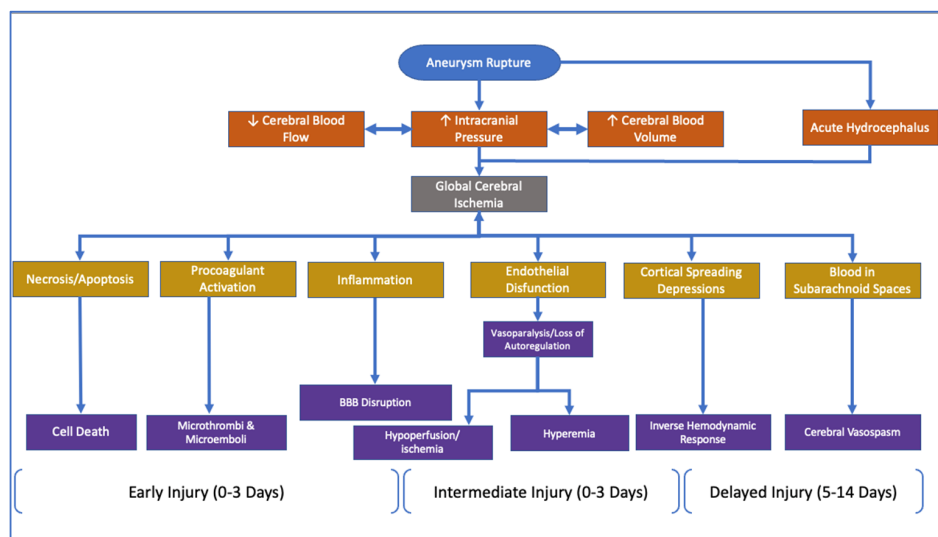 Aneurysm Rupture
↓ Cerebral Blood
Flow
↑ Intracranial
Pressure
↑ Cerebral Blood
Volume
Acute Hydrocephalus
Global Cerebral
Ischemia
Necrosis/Apoptosis
Procoagulant
Activation
Inflammation
Endothelial
Disfunction
Cortical Spreading
Depressions
Blood in
Subarachnoid Spaces
Vasoparalysis/Loss of
Autoregulation
BBB Disruption
Cell Death
Microthrombi &
Microemboli
Hypoperfusion/
ischemia
Hyperemia
Inverse Hemodynamic
Response
Cerebral Vasospasm
Early Injury (0-3 Days)
Intermediate Injury (0-3 Days)
Delayed Injury (5-14 Days)